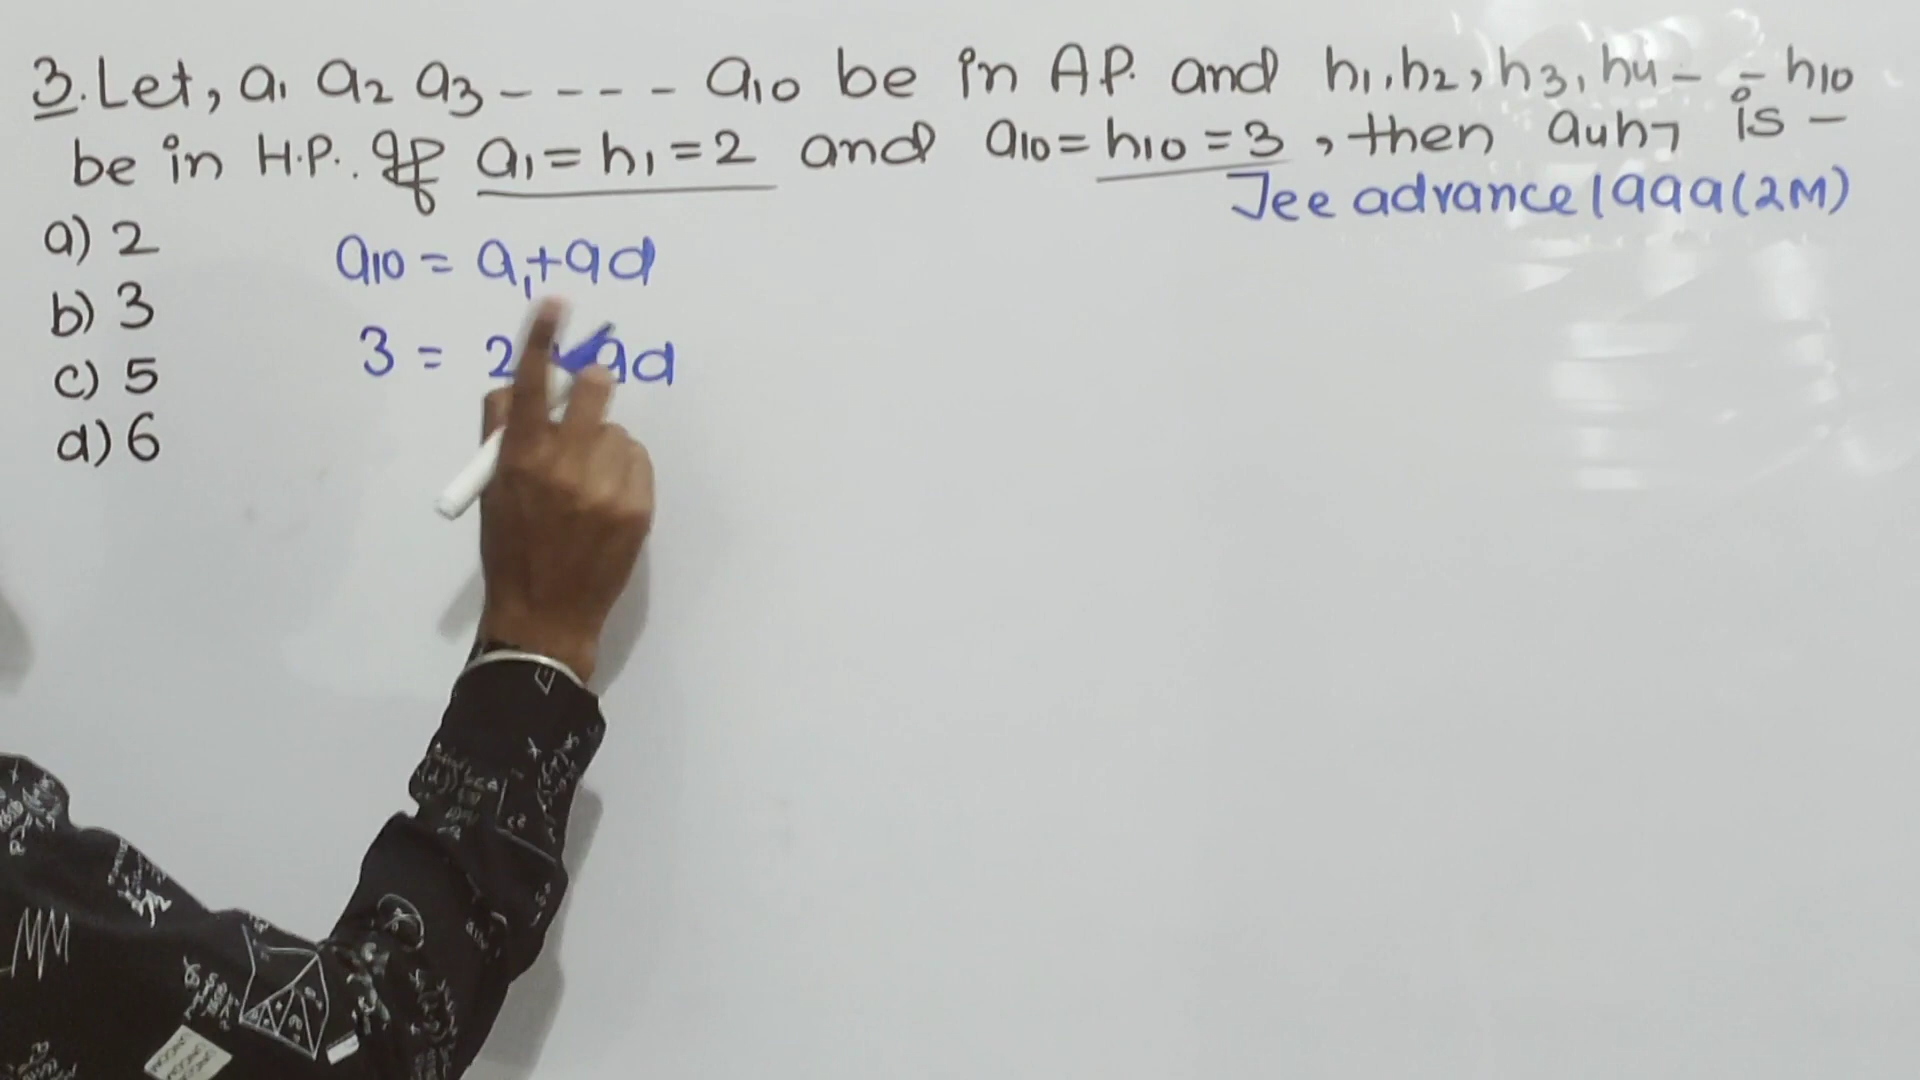 3. Let, a₁ a₂ a₃ - - - - a₁₀ be in A.P. and h₁, h₂, h₃, h₄ - - h₁₀
be in H.P. If a₁ = h₁ = 2 and a₁₀ = h₁₀ = 3, then a₄h₇ is -
Jee advance 1999 (2M)
a) 2
b) 3
c) 5
d) 6
a₁₀ = a₁ + 9d
3 = 2 9d